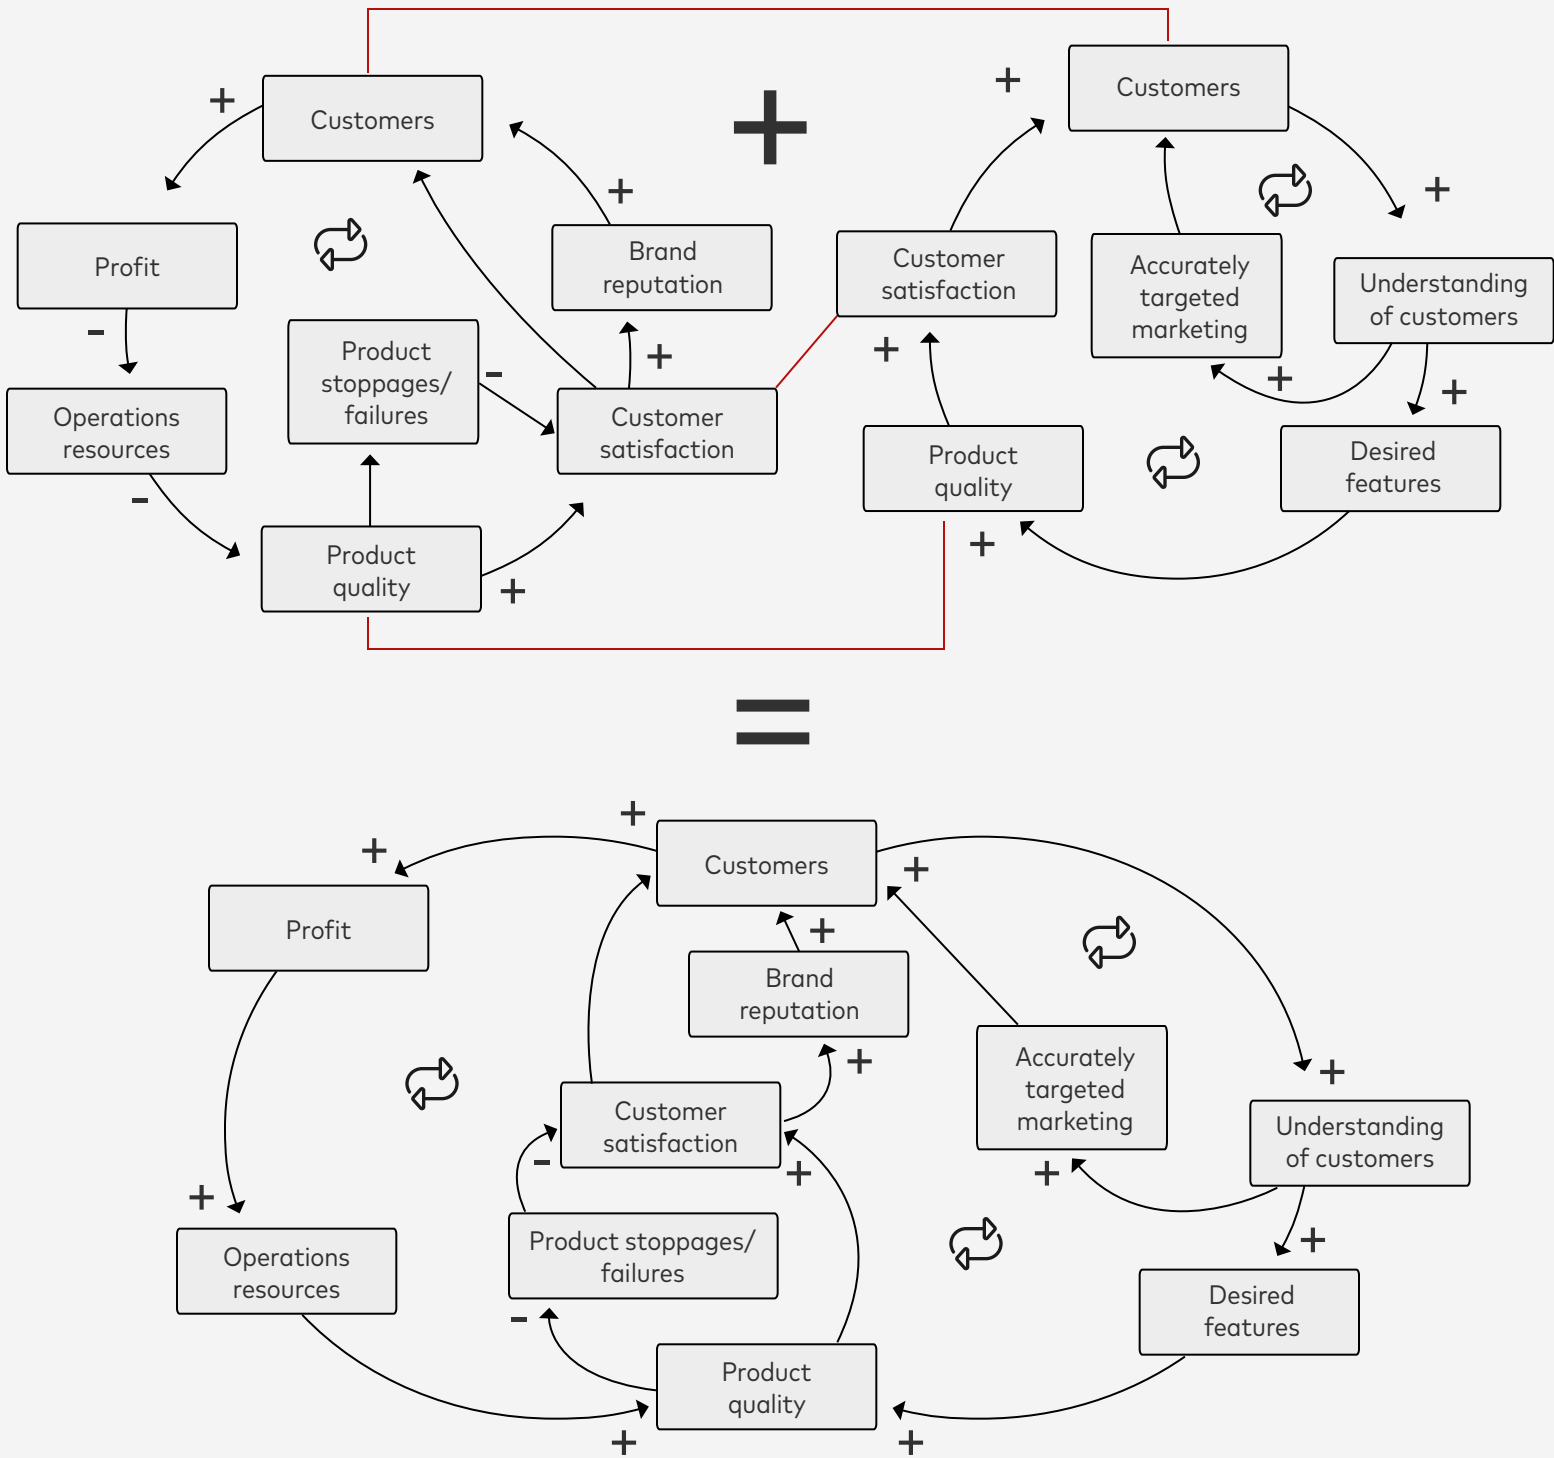 Customers
+
Profit
-
Operations
resources
-
Product
stoppages/
failures
-
Product
quality
+
Brand
reputation
+
Customer
satisfaction
+
+
Customers
+
Customer
satisfaction
+
Accurately
targeted
marketing
+
Understanding
of customers
+
+
Product
quality
+
Desired
features
=
Customers
+
+
+
Profit
Brand
reputation
+
+
Accurately
targeted
marketing
+
Customer
satisfaction
-
+
Understanding
of customers
+
+
Product stoppages/
failures
-
Operations
resources
+
Desired
features
Product
quality
+
+